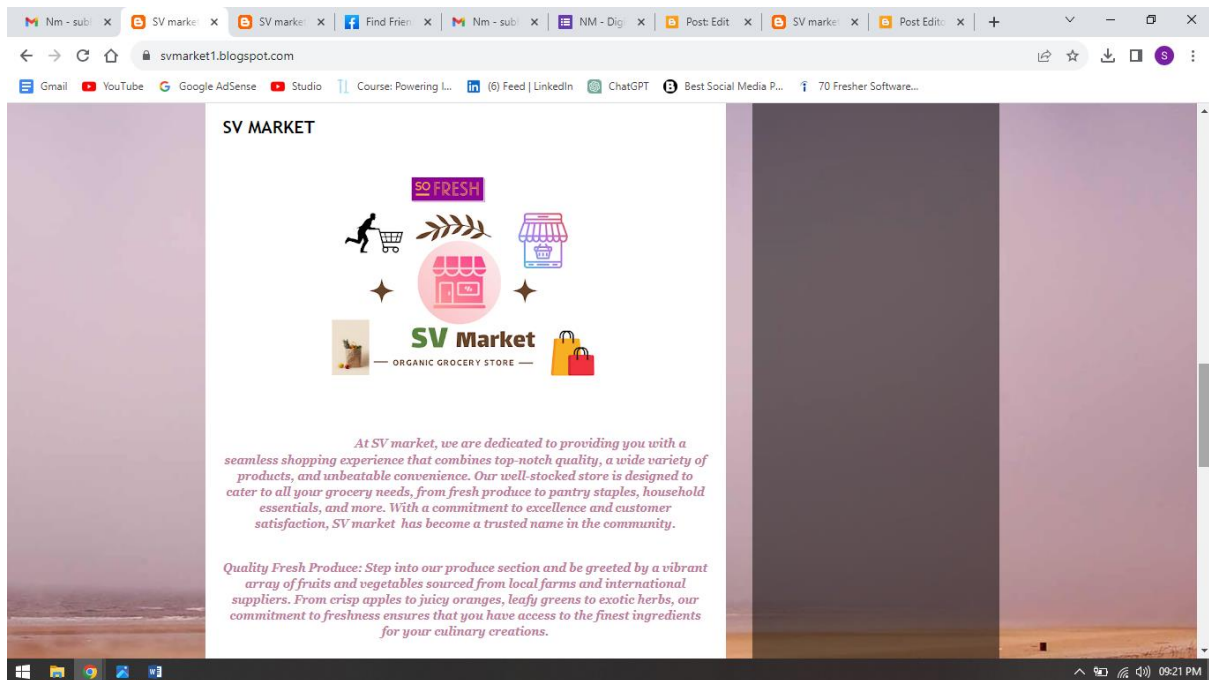 Nm - subl
SV market
SV market
Find Frien
Nm - subl
NM - Digi
Post: Edit
SV market
Post Edito
svmarket1.blogspot.com
S
Gmail
YouTube
Google AdSense
Studio
Course: Powering I...
(6) Feed | LinkedIn
ChatGPT
Best Social Media P...
70 Fresher Software...
SV MARKET
SO FRESH
SV Market
ORGANIC GROCERY STORE
At SV market, we are dedicated to providing you with a
seamless shopping experience that combines top-notch quality, a wide variety of
products, and unbeatable convenience. Our well-stocked store is designed to
cater to all your grocery needs, from fresh produce to pantry staples, household
essentials, and more. With a commitment to excellence and customer
satisfaction, SV market has become a trusted name in the community.
Quality Fresh Produce: Step into our produce section and be greeted by a vibrant
array of fruits and vegetables sourced from local farms and international
suppliers. From crisp apples to juicy oranges, leafy greens to exotic herbs, our
commitment to freshness ensures that you have access to the finest ingredients
for your culinary creations.
09:21 PM